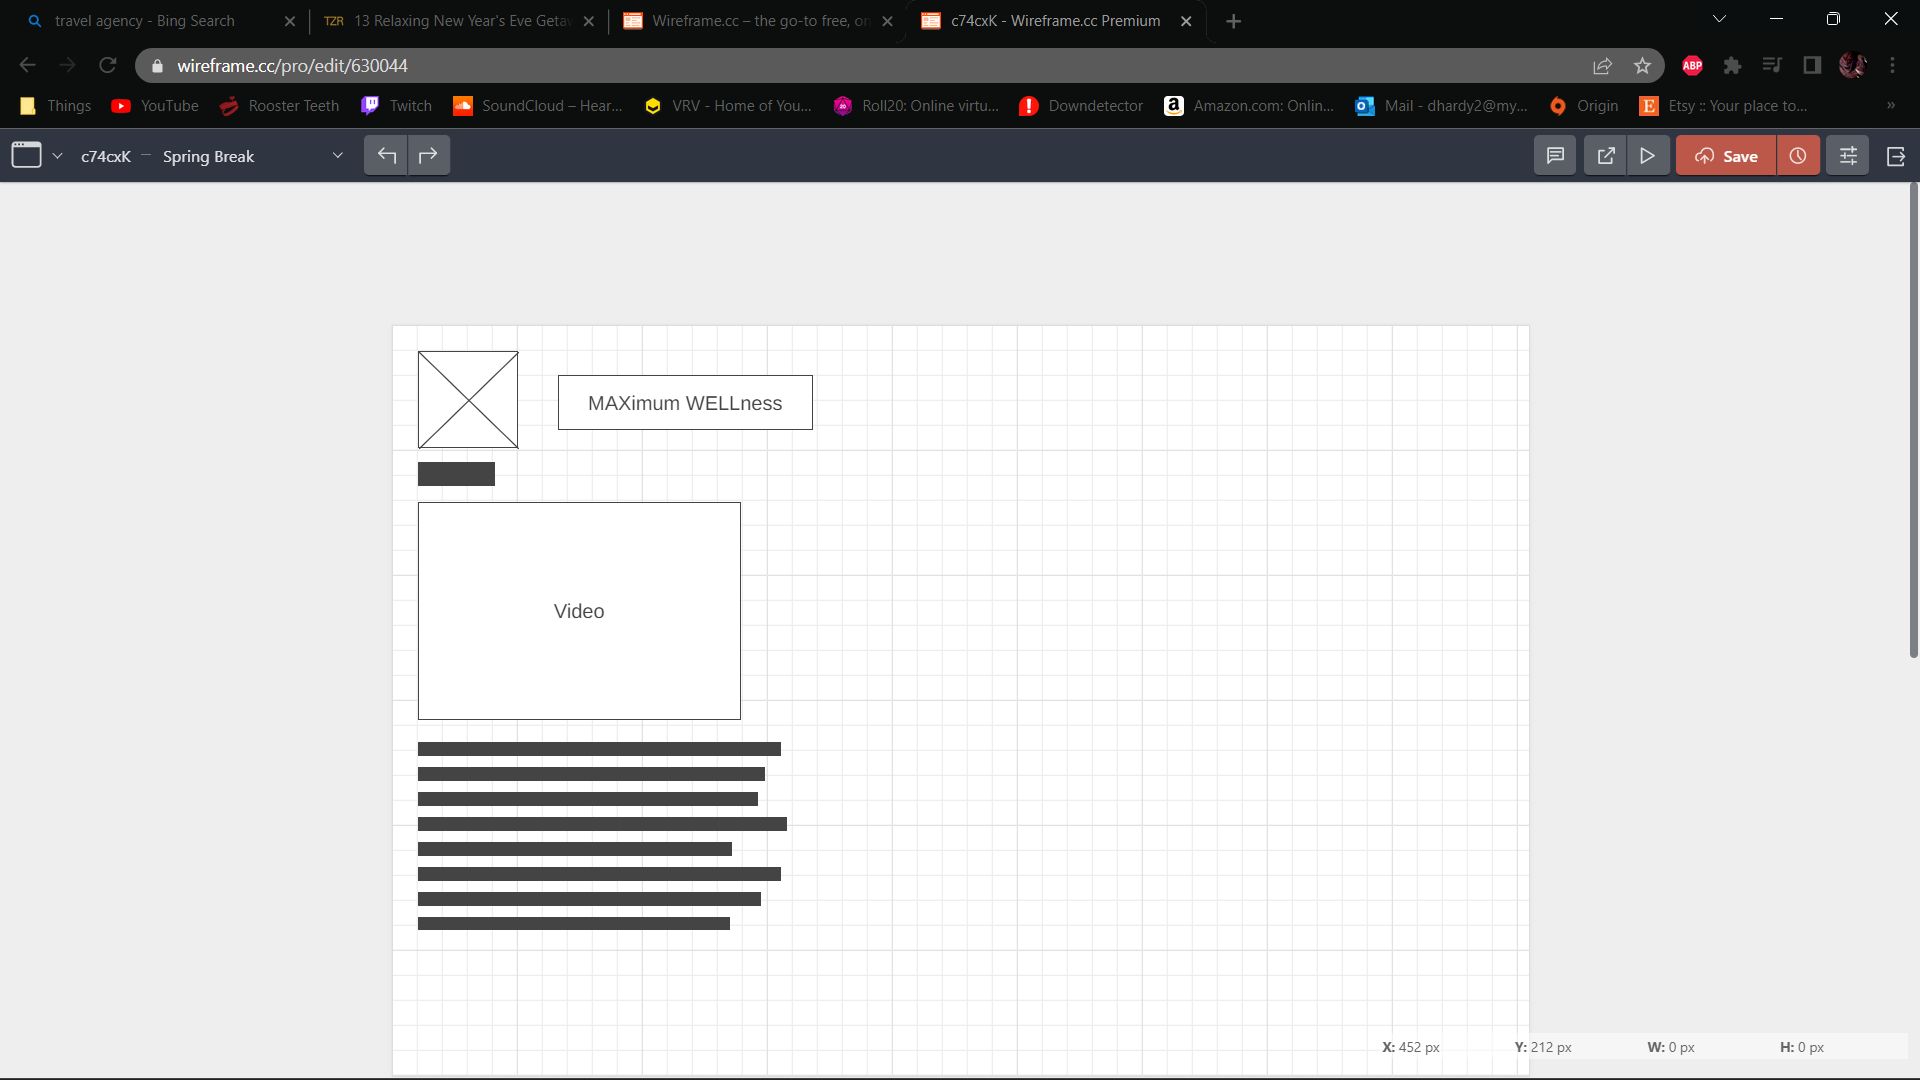 travel agency - Bing Search
TZR 13 Relaxing New Year's Eve Geta
Wireframe.cc – the go-to free, on
c74cxK - Wireframe.cc Premium
wireframe.cc/pro/edit/630044
ABP
Things YouTube Rooster Teeth Twitch SoundCloud – Hear... VRV - Home of You... Roll20: Online virtu... Downdetector Amazon.com: Onlin... Mail - dhardy2@my... Origin Etsy :: Your place to... »
c74cxK – Spring Break Save
MAXimum WELLness
Video
X: 452 px Y: 212 px W: 0 px H: 0 px